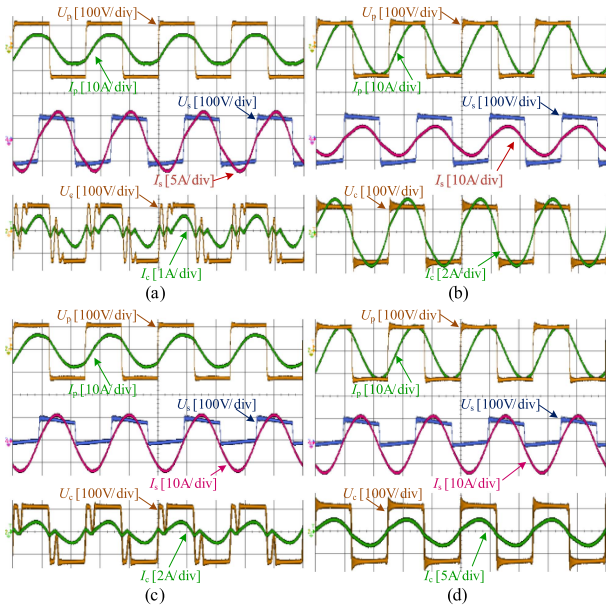 Up [100V/div]
Ip [10A/div]
Us [100V/div]
Is [5A/div]
Uc [100V/div]
Ic [1A/div]
(a)
Up [100V/div]
Ip [10A/div]
Us [100V/div]
Is [10A/div]
Uc [100V/div]
Ic [2A/div]
(b)
Up [100V/div]
Ip [10A/div]
Us [100V/div]
Is [10A/div]
Uc [100V/div]
Ic [2A/div]
(c)
Up [100V/div]
Ip [10A/div]
Us [100V/div]
Is [10A/div]
Uc [100V/div]
Ic [5A/div]
(d)